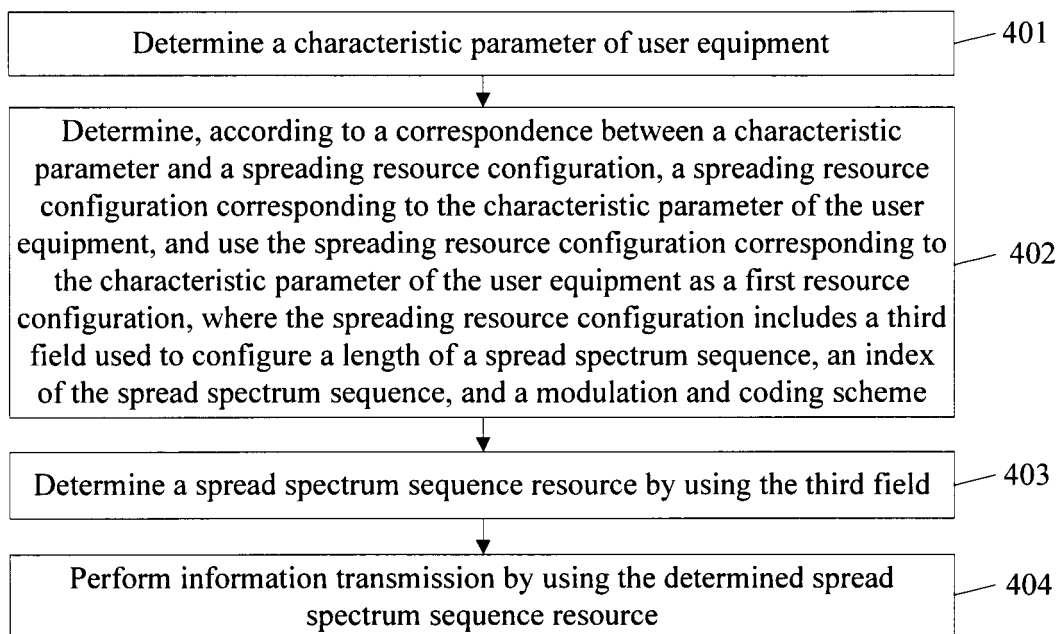 Determine a characteristic parameter of user equipment
401
Determine, according to a correspondence between a characteristic
parameter and a spreading resource configuration, a spreading resource
configuration corresponding to the characteristic parameter of the user
equipment, and use the spreading resource configuration corresponding to
the characteristic parameter of the user equipment as a first resource
configuration, where the spreading resource configuration includes a third
field used to configure a length of a spread spectrum sequence, an index
of the spread spectrum sequence, and a modulation and coding scheme
402
Determine a spread spectrum sequence resource by using the third field
403
Perform information transmission by using the determined spread
spectrum sequence resource
404